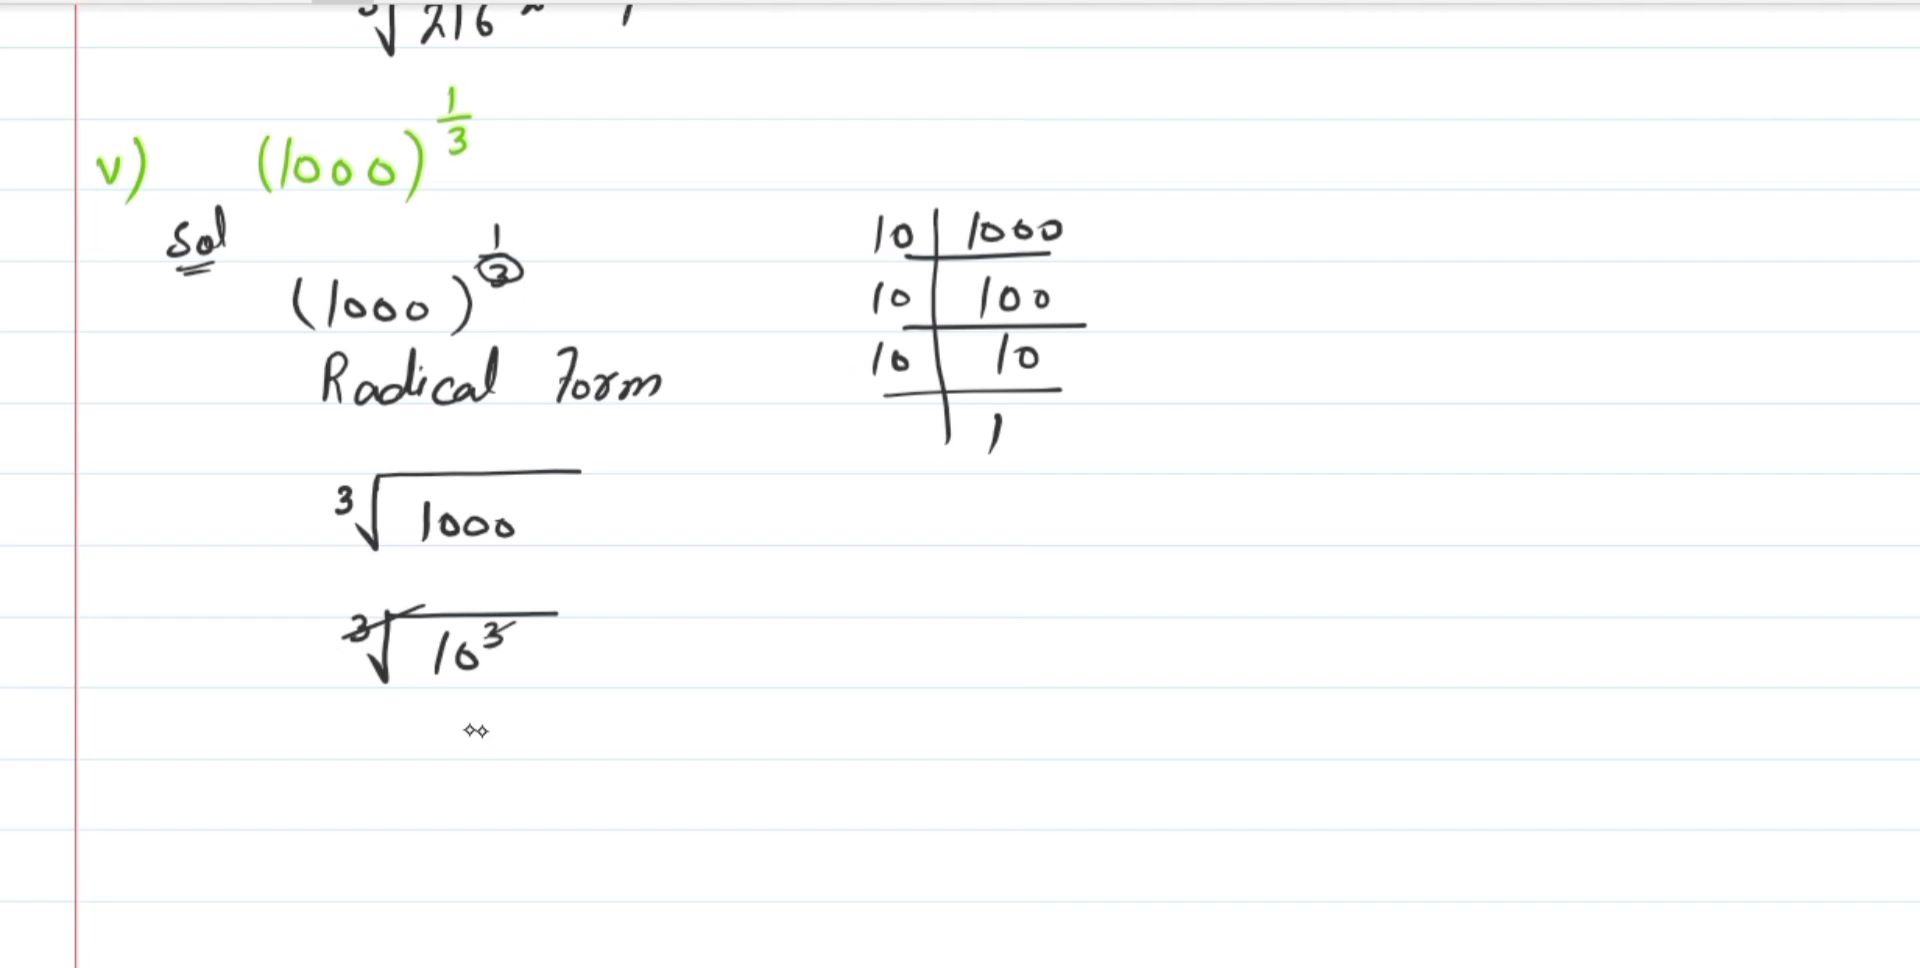 ∛216
v) (1000)^(1/3)
Sol
(1000)^(1/3)
Radical Form
∛1000
∛10³
10 | 1000
10 | 100
10 | 10
| 1